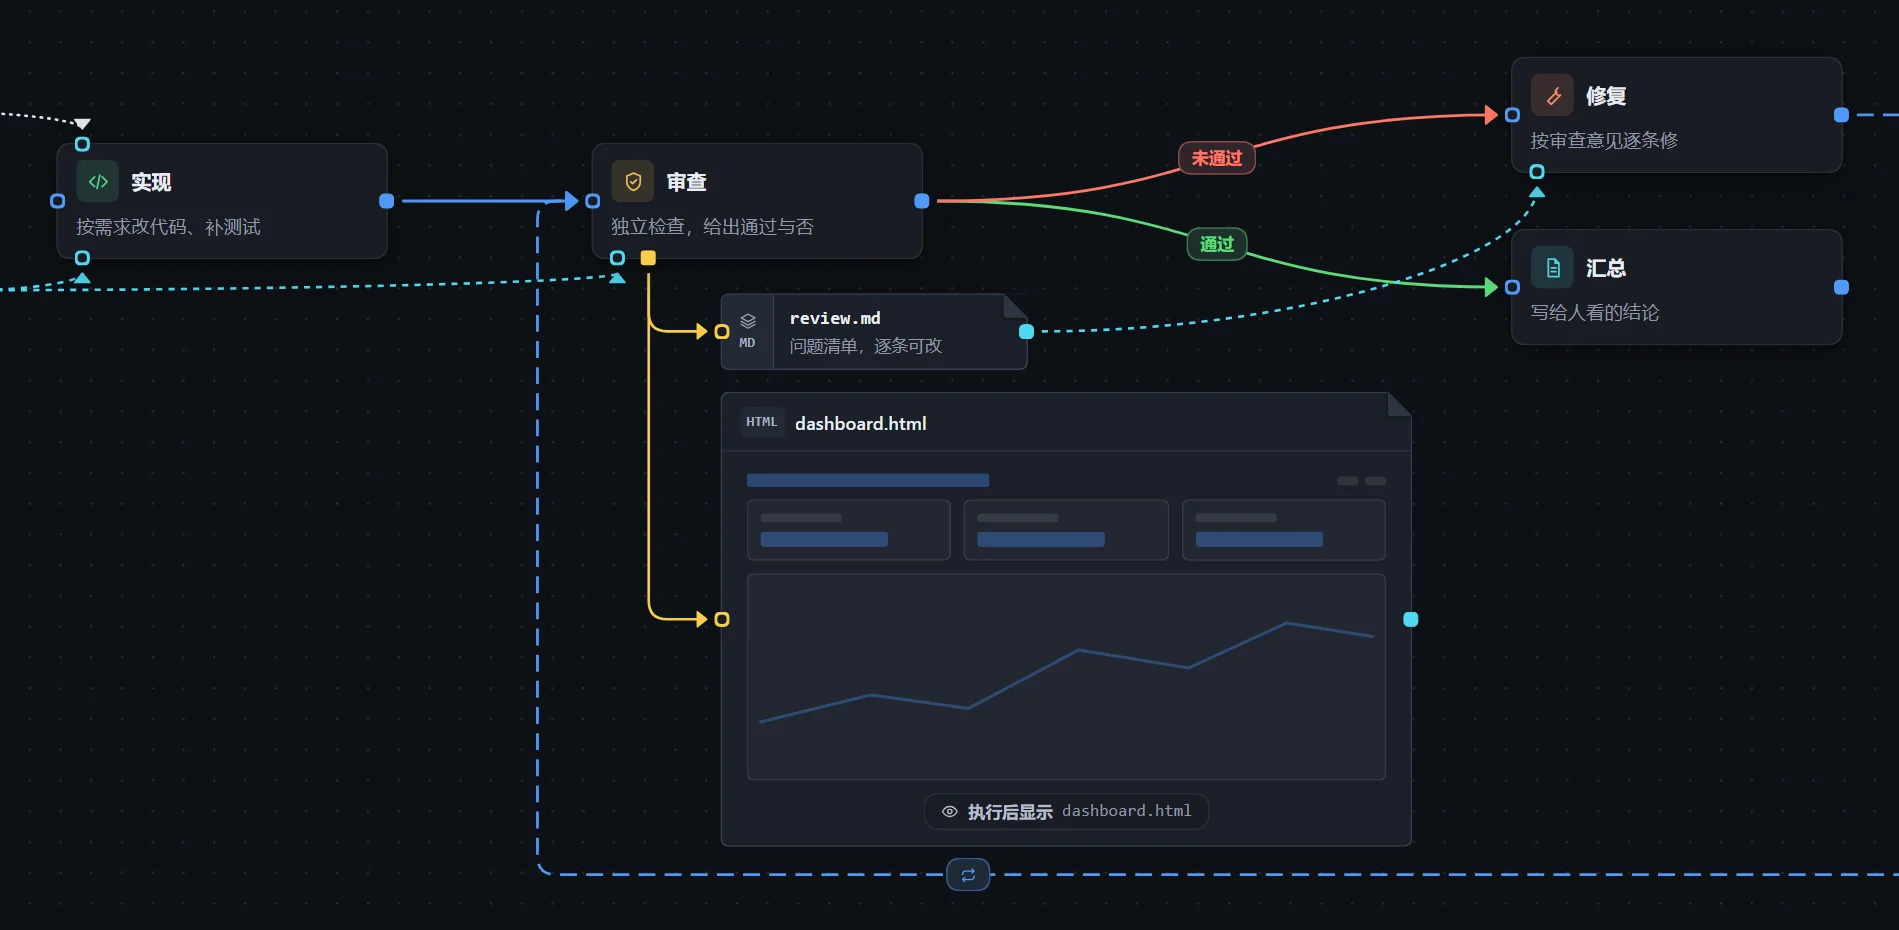 实现
按需求改代码、补测试
审查
独立检查，给出通过与否
未通过
通过
修复
按审查意见逐条修
汇总
写给人看的结论
MD
review.md
问题清单，逐条可改
HTML
dashboard.html
执行后显示 dashboard.html